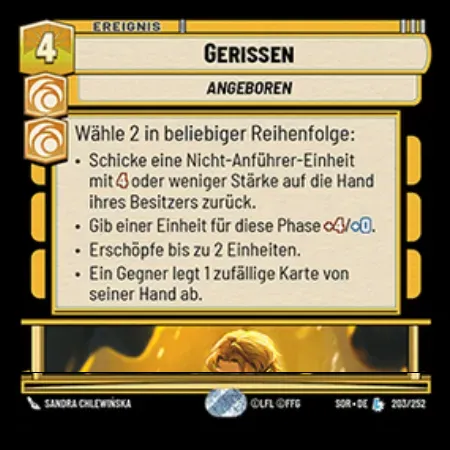 4
EREIGNIS
GERISSEN
ANGEBOREN
Wähle 2 in beliebiger Reihenfolge:
• Schicke eine Nicht-Anführer-Einheit
mit 4 oder weniger Stärke auf die Hand
ihres Besitzers zurück.
• Gib einer Einheit für diese Phase +4/+0.
• Erschöpfe bis zu 2 Einheiten.
• Ein Gegner legt 1 zufällige Karte von
seiner Hand ab.
SANDRA CHLEWIŃSKA
©LFL ©FFG
SOR • DE
203/252